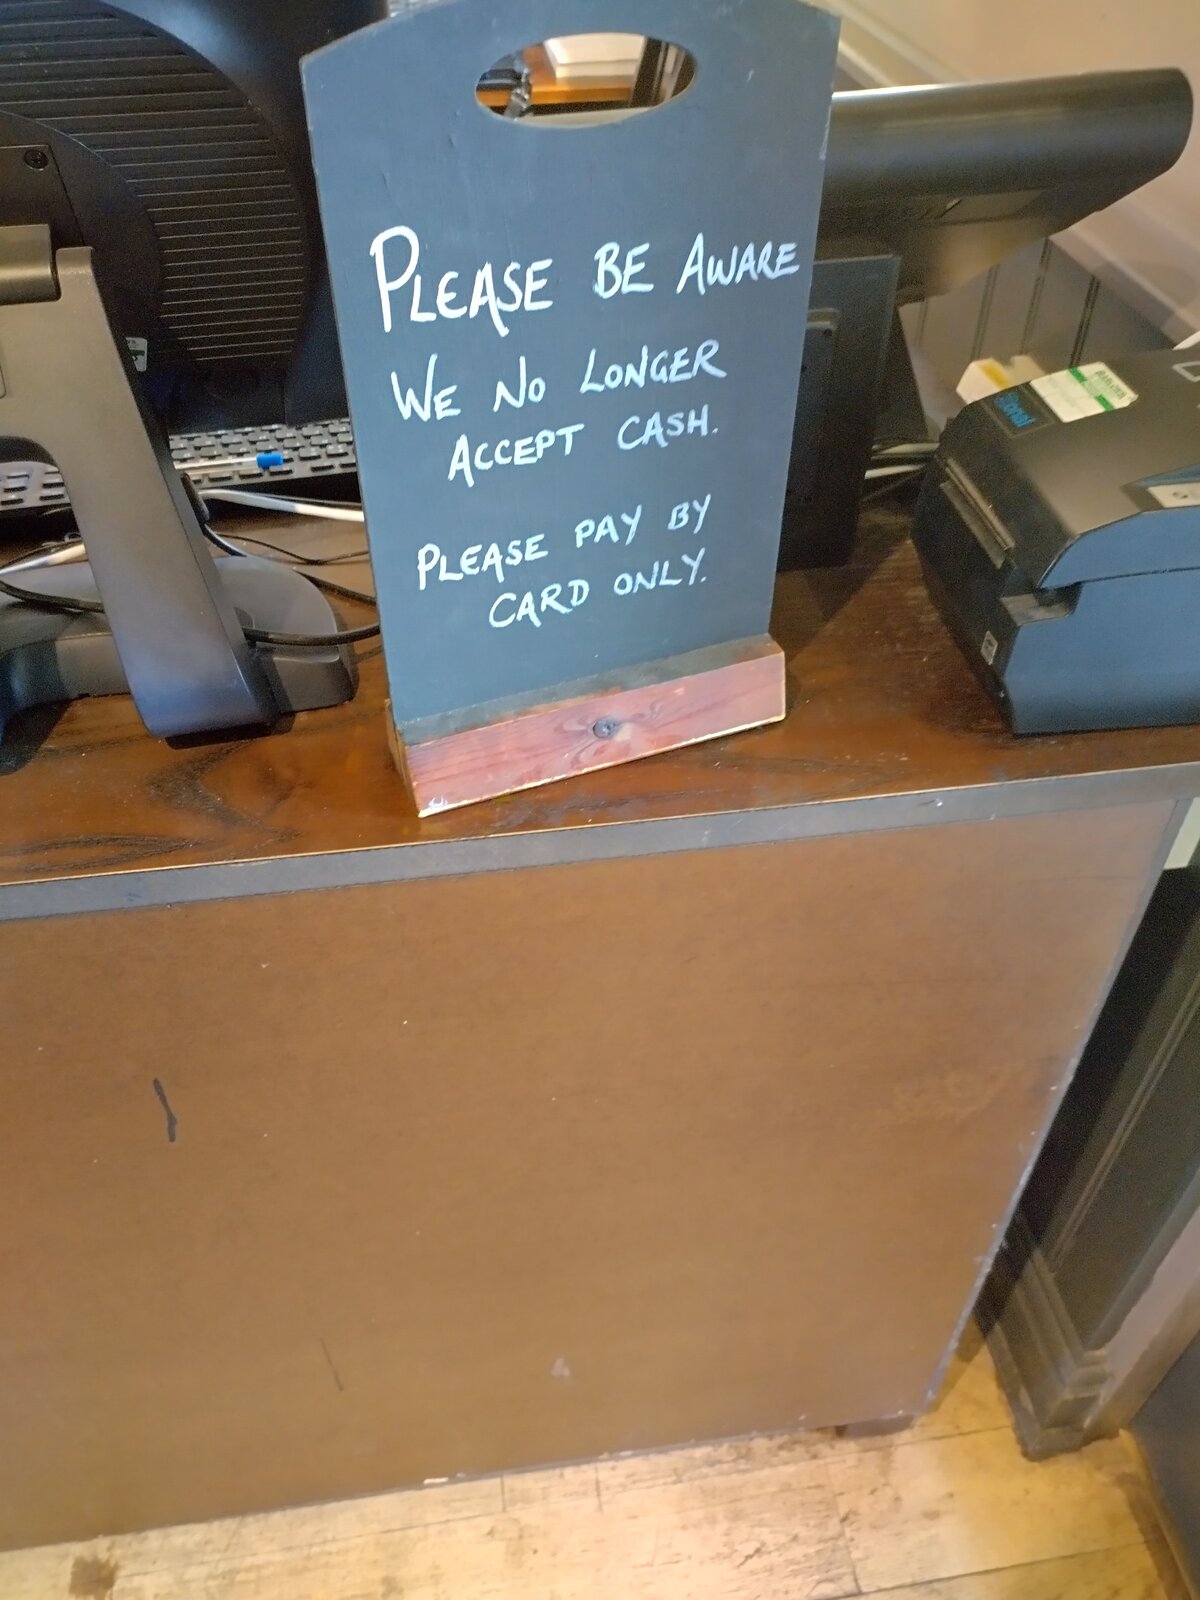 PLEASE BE AWARE
WE NO LONGER
ACCEPT CASH.
PLEASE PAY BY
CARD ONLY.